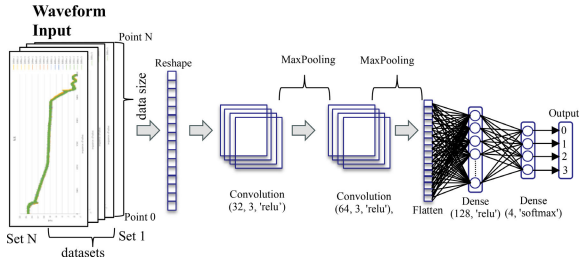 Waveform
Input
Point N
data size
Point 0
Set N
Set 1
datasets
Reshape
MaxPooling
MaxPooling
Convolution
(32, 3, 'relu')
Convolution
(64, 3, 'relu'),
Flatten
Dense
(128, 'relu')
Dense
(4, 'softmax')
Output
0
1
2
3